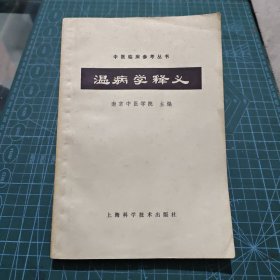 中医临床参考丛书
温病学释义
南京中医学院 主编
上海科学技术出版社